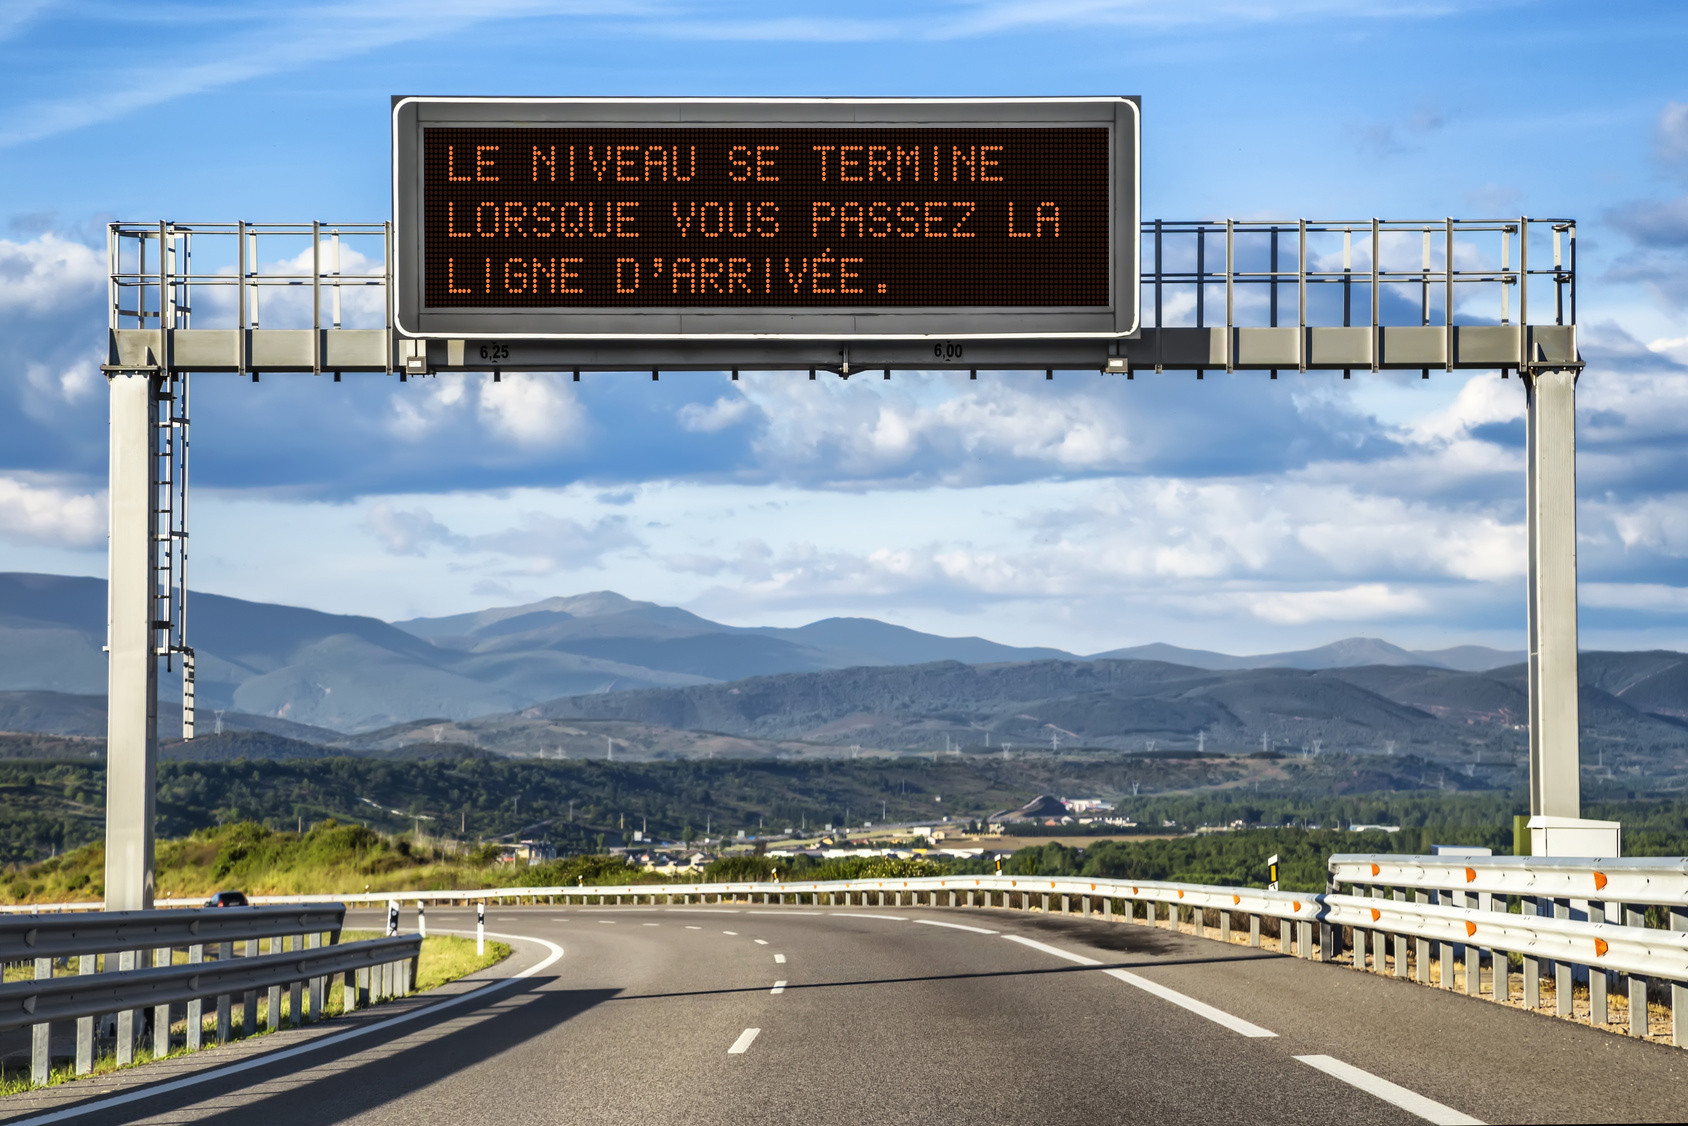 LE NIVEAU SE TERMINE
LORSQUE VOUS PASSEZ LA
LIGNE D'ARRIVÉE.
6,25
6,00